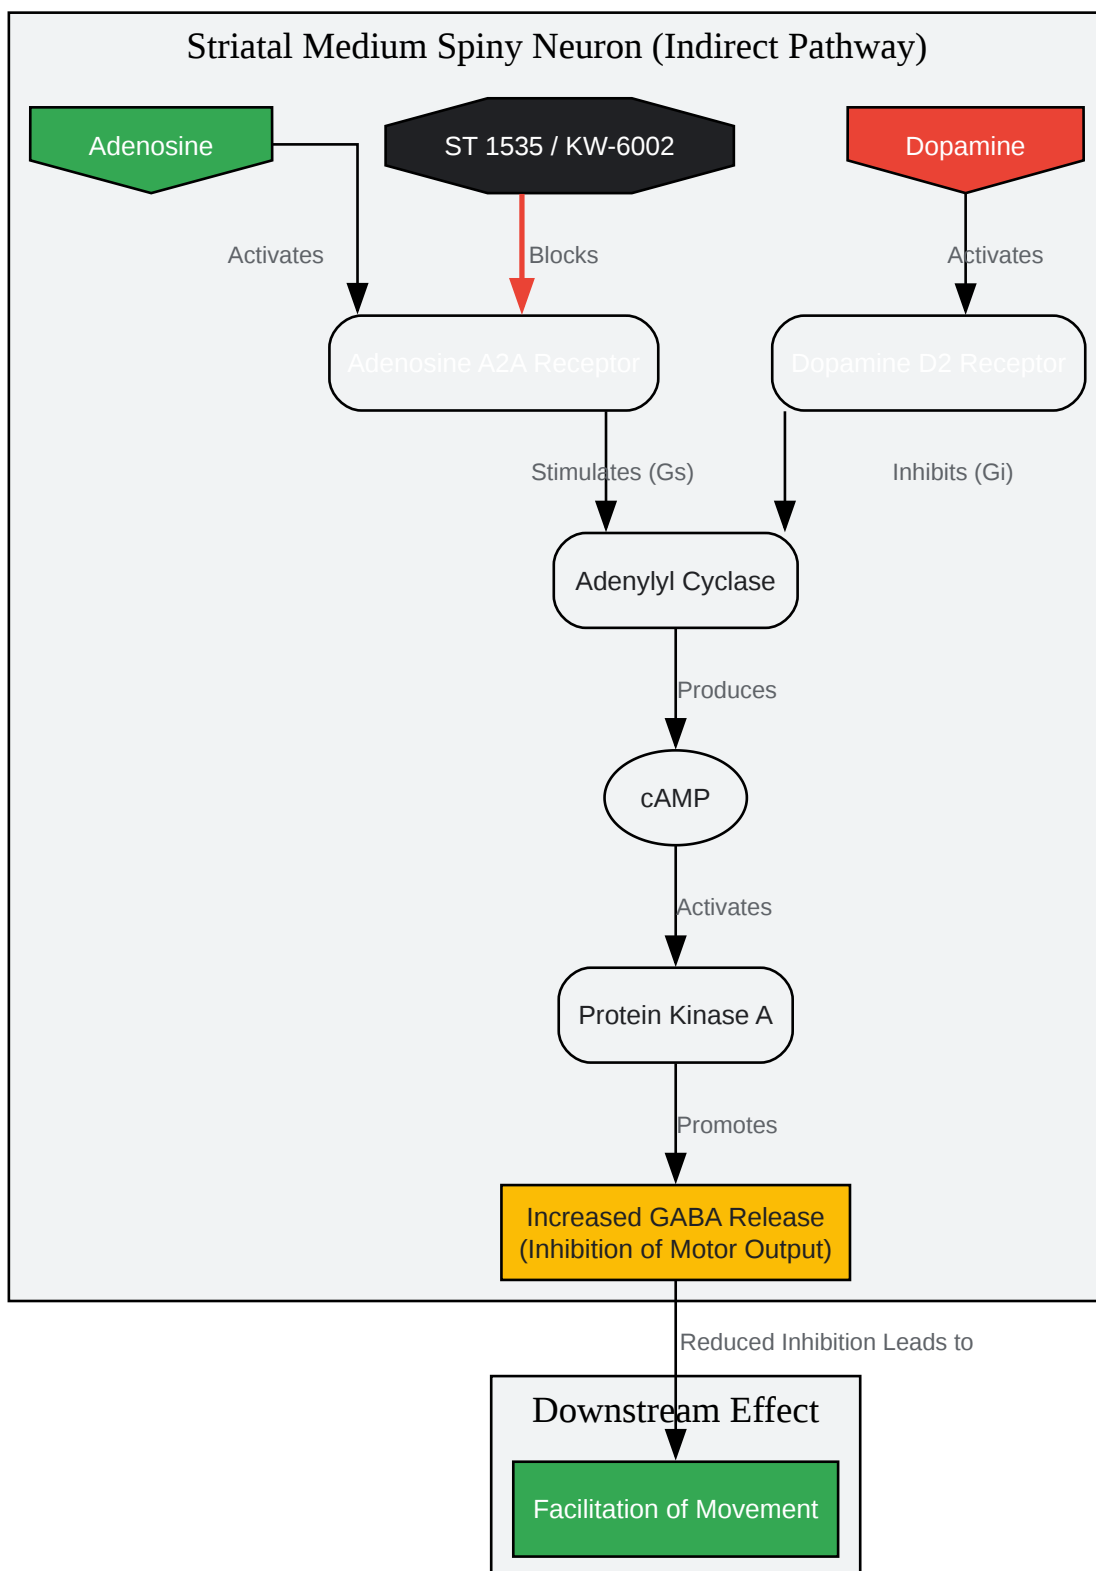 Striatal Medium Spiny Neuron (Indirect Pathway)
Adenosine
ST 1535 / KW-6002
Dopamine
Activates
Blocks
Activates
Adenosine A2A Receptor
Dopamine D2 Receptor
Stimulates (Gs)
Inhibits (Gi)
Adenylyl Cyclase
Produces
cAMP
Activates
Protein Kinase A
Promotes
Increased GABA Release
(Inhibition of Motor Output)
Reduced Inhibition Leads to
Downstream Effect
Facilitation of Movement